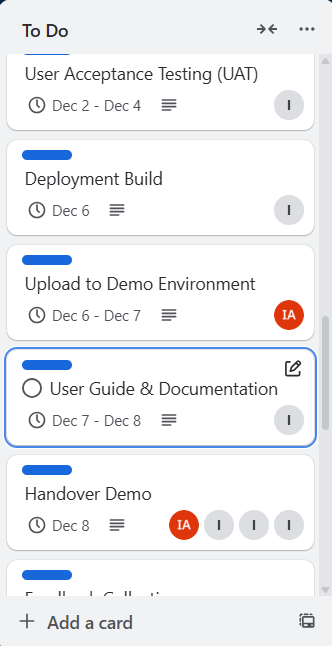 To Do
User Acceptance Testing (UAT)
Dec 2 - Dec 4 I
Deployment Build
Dec 6 I
Upload to Demo Environment
Dec 6 - Dec 7 IA
User Guide & Documentation
Dec 7 - Dec 8 I
Handover Demo
Dec 8 IA I I I
Add a card